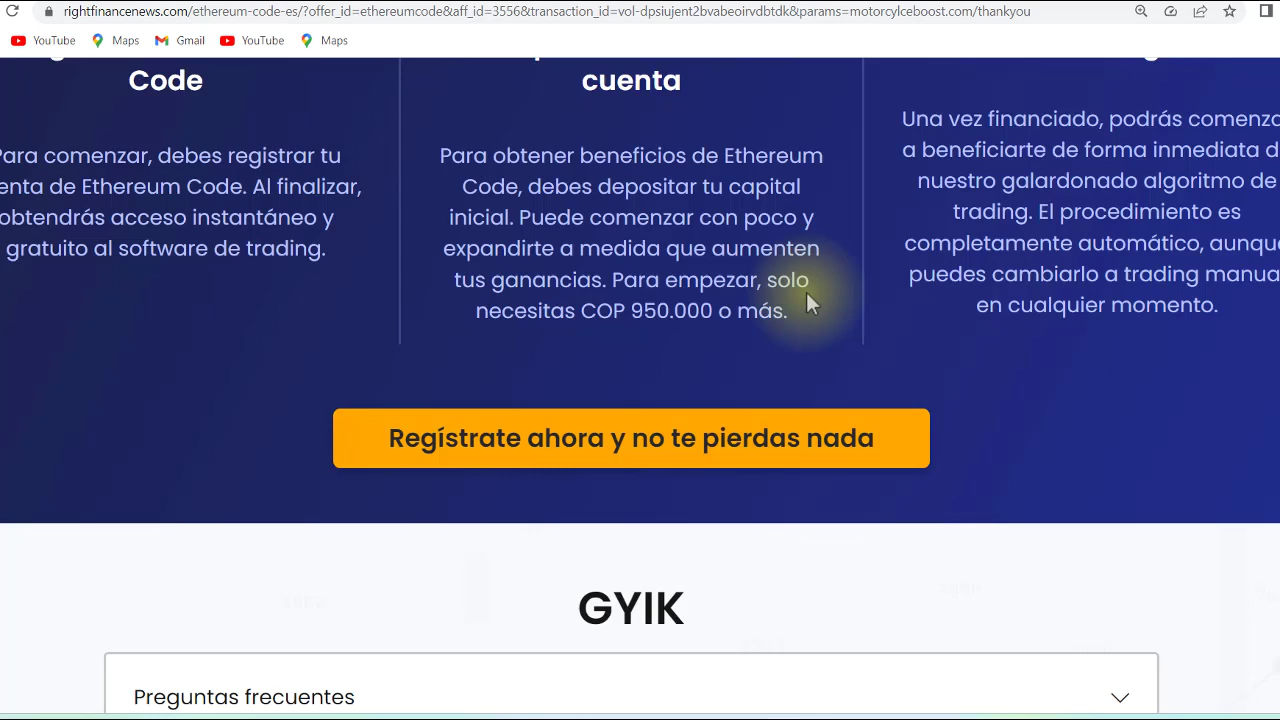 rightfinancenews.com/ethereum-code-es/?offer_id=ethereumcode&aff_id=3556&transaction_id=vol-dpsiujent2bvabeoirvdbtdk&params=motorcylceboost.com/thankyou
YouTube Maps Gmail YouTube Maps
Code
Para comenzar, debes registrar tu
enta de Ethereum Code. Al finalizar,
obtendrás acceso instantáneo y
gratuito al software de trading.
cuenta
Para obtener beneficios de Ethereum
Code, debes depositar tu capital
inicial. Puede comenzar con poco y
expandirte a medida que aumenten
tus ganancias. Para empezar, solo
necesitas COP 950.000 o más.
Una vez financiado, podrás comenza
a beneficiarte de forma inmediata d
nuestro galardonado algoritmo de
trading. El procedimiento es
completamente automático, aunqu
puedes cambiarlo a trading manua
en cualquier momento.
Regístrate ahora y no te pierdas nada
GYIK
Preguntas frecuentes